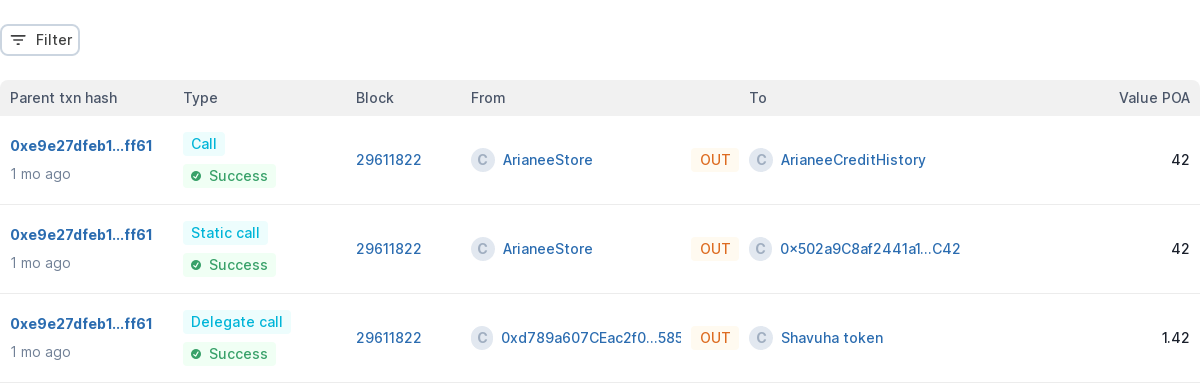 Filter
Parent txn hash Type Block From To Value POA
0xe9e27dfeb1...ff61 Call 29611822 C ArianeeStore OUT C ArianeeCreditHistory 42
1 mo ago Success
0xe9e27dfeb1...ff61 Static call 29611822 C ArianeeStore OUT C 0x502a9C8af2441a1...C42 42
1 mo ago Success
0xe9e27dfeb1...ff61 Delegate call 29611822 C 0xd789a607CEac2f0...585 OUT C Shavuha token 1.42
1 mo ago Success